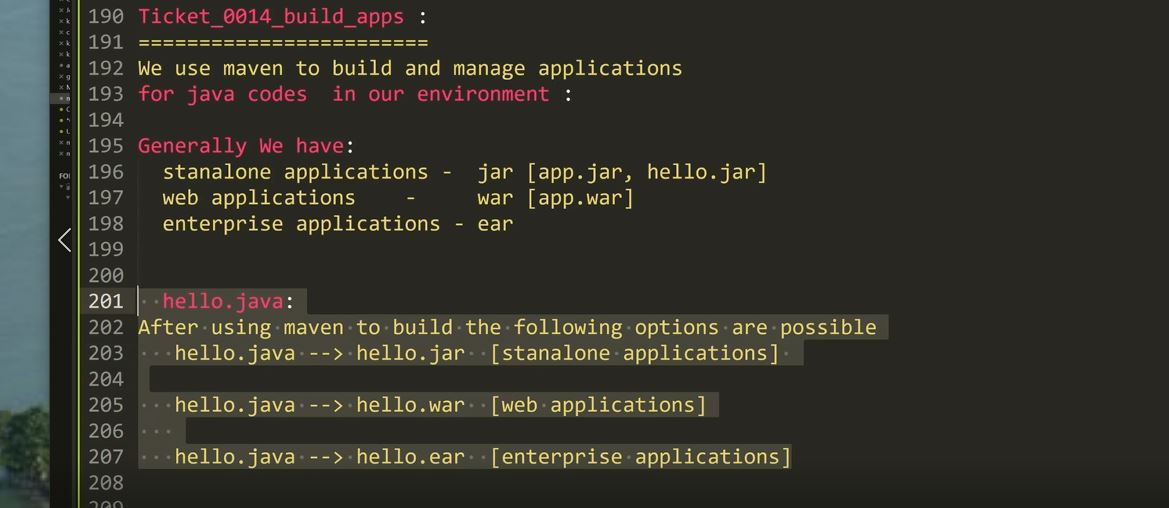 190 Ticket_0014_build_apps :
191 ========================
192 We use maven to build and manage applications
193 for java codes  in our environment :
194
195 Generally We have:
196   stanalone applications -  jar [app.jar, hello.jar]
197   web applications    -     war [app.war]
198   enterprise applications - ear
199
200
201   hello.java:
202 After using maven to build the following options are possible
203    hello.java --> hello.jar  [stanalone applications]
204
205    hello.java --> hello.war  [web applications]
206
207    hello.java --> hello.ear  [enterprise applications]
208
209